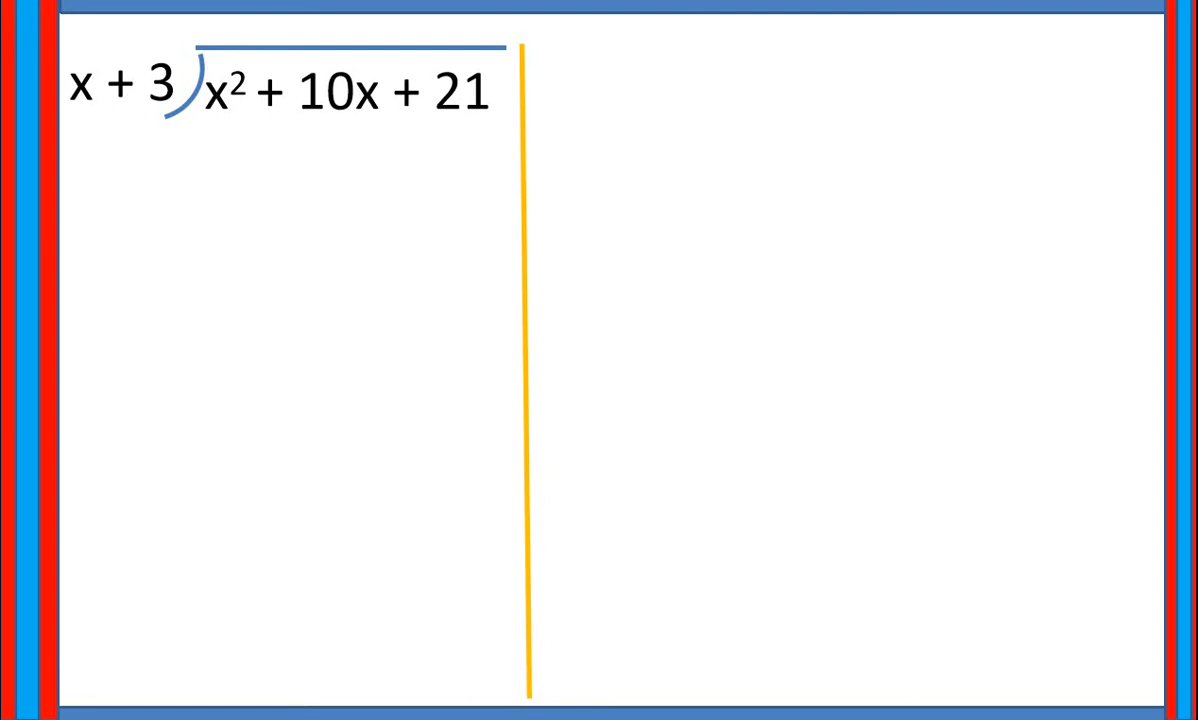 x + 3 x² + 10x + 21